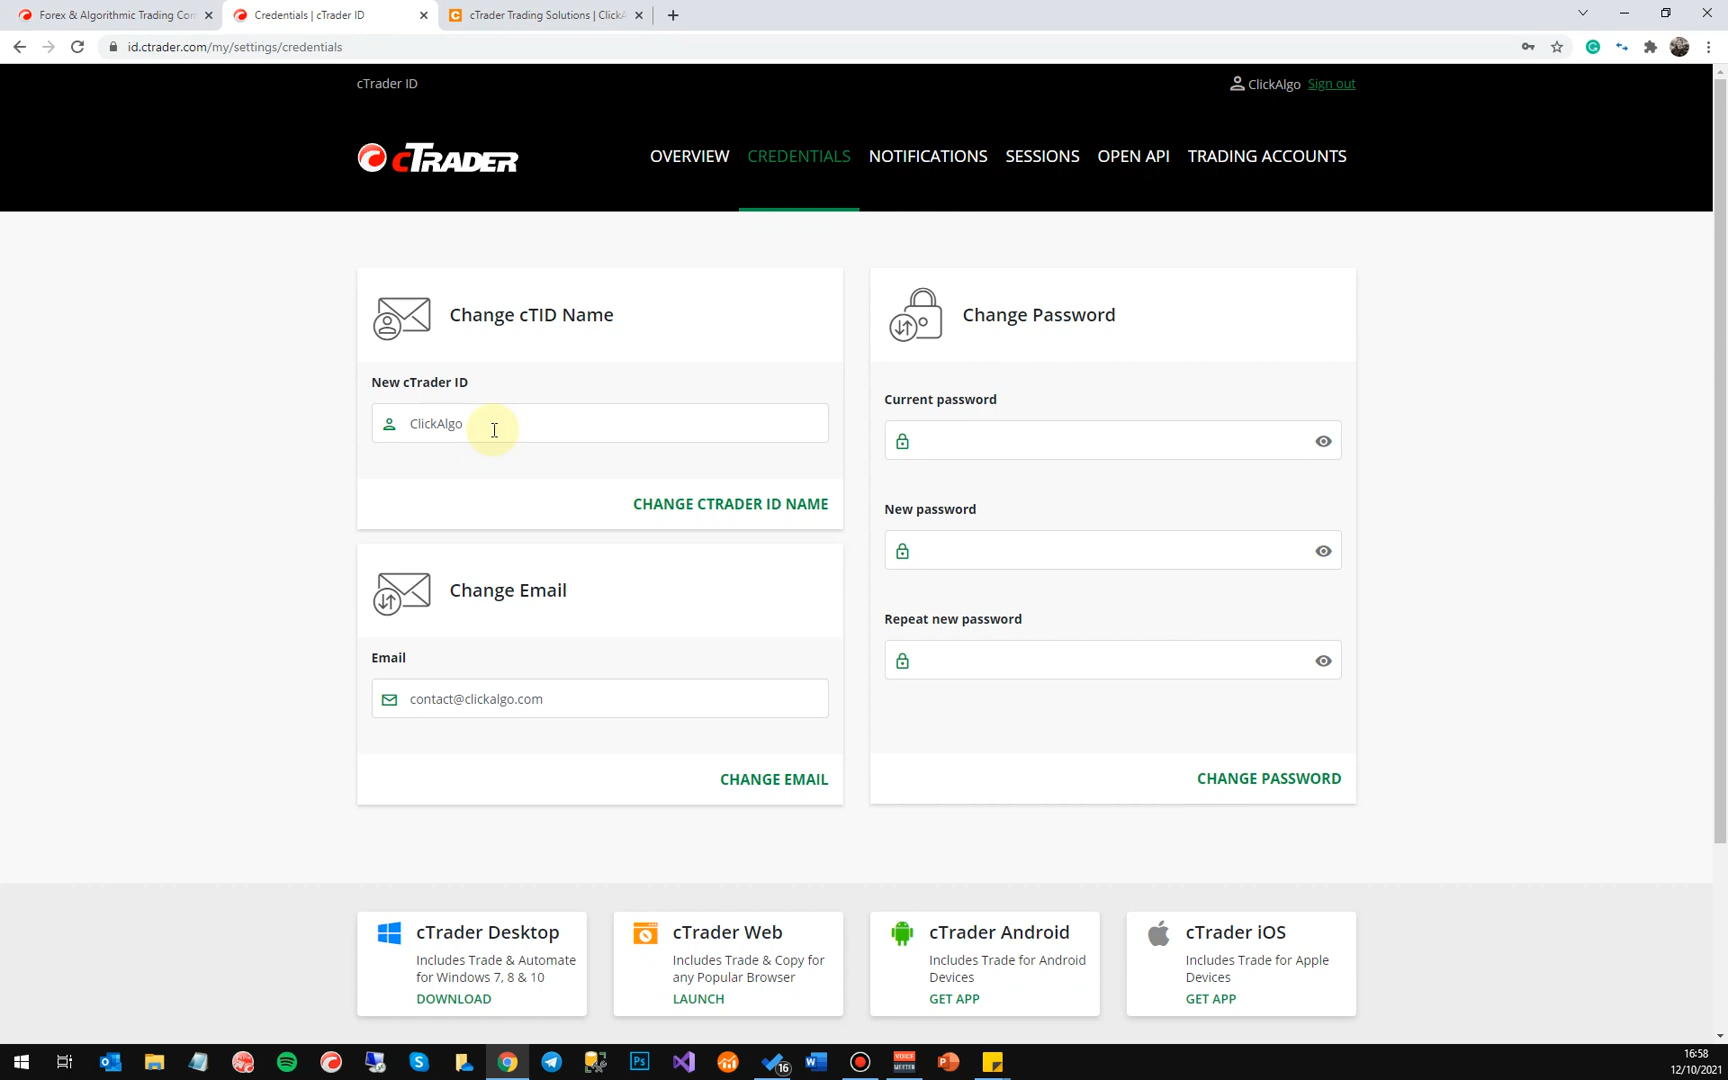 Forex & Algorithmic Trading Con
Credentials | cTrader ID
cTrader Trading Solutions | ClickA
id.ctrader.com/my/settings/credentials
cTrader ID
ClickAlgo Sign out
cTRADER
OVERVIEW CREDENTIALS NOTIFICATIONS SESSIONS OPEN API TRADING ACCOUNTS
Change cTID Name
New cTrader ID
ClickAlgo
CHANGE CTRADER ID NAME
Change Email
Email
contact@clickalgo.com
CHANGE EMAIL
Change Password
Current password
New password
Repeat new password
CHANGE PASSWORD
cTrader Desktop
Includes Trade & Automate
for Windows 7, 8 & 10
DOWNLOAD
cTrader Web
Includes Trade & Copy for
any Popular Browser
LAUNCH
cTrader Android
Includes Trade for Android
Devices
GET APP
cTrader iOS
Includes Trade for Apple
Devices
GET APP
16
VOICE
MEETER
16:58
12/10/2021